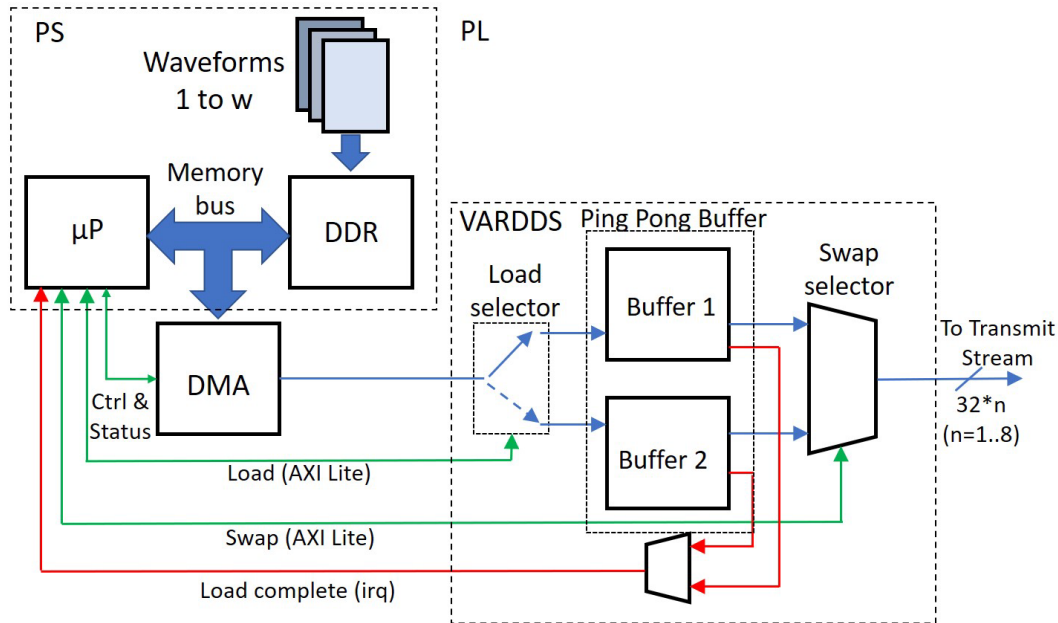 PS
PL
Waveforms
1 to w
Memory
bus
µP
DDR
VARDDS
Ping Pong Buffer
Load
selector
Swap
selector
Buffer 1
DMA
Ctrl &
Status
To Transmit
Stream
32*n
(n=1..8)
Buffer 2
Load (AXI Lite)
Swap (AXI Lite)
Load complete (irq)